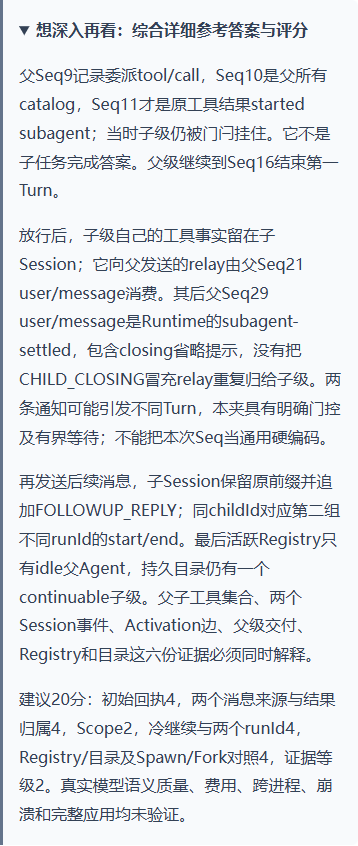 ▼ 想深入再看：综合详细参考答案与评分
父Seq9记录委派tool/call，Seq10是父所有
catalog，Seq11才是原工具结果started
subagent；当时子级仍被门闩挂住。它不是
子任务完成答案。父级继续到Seq16结束第一
Turn。
放行后，子级自己的工具事实留在子
Session；它向父发送的relay由父Seq21
user/message消费。其后父Seq29
user/message是Runtime的subagent-
settled，包含closing省略提示，没有把
CHILD_CLOSING冒充relay重复归给子级。两
条通知可能引发不同Turn，本夹具有明确门控
及有界等待；不能把本次Seq当通用硬编码。
再发送后续消息，子Session保留原前缀并追
加FOLLOWUP_REPLY；同childId对应第二组
不同runId的start/end。最后活跃Registry只
有idle父Agent，持久目录仍有一个
continuable子级。父子工具集合、两个
Session事件、Activation边、父级交付、
Registry和目录这六份证据必须同时解释。
建议20分：初始回执4，两个消息来源与结果
归属4，Scope2，冷继续与两个runId4，
Registry/目录及Spawn/Fork对照4，证据等
级2。真实模型语义质量、费用、跨进程、崩
溃和完整应用均未验证。